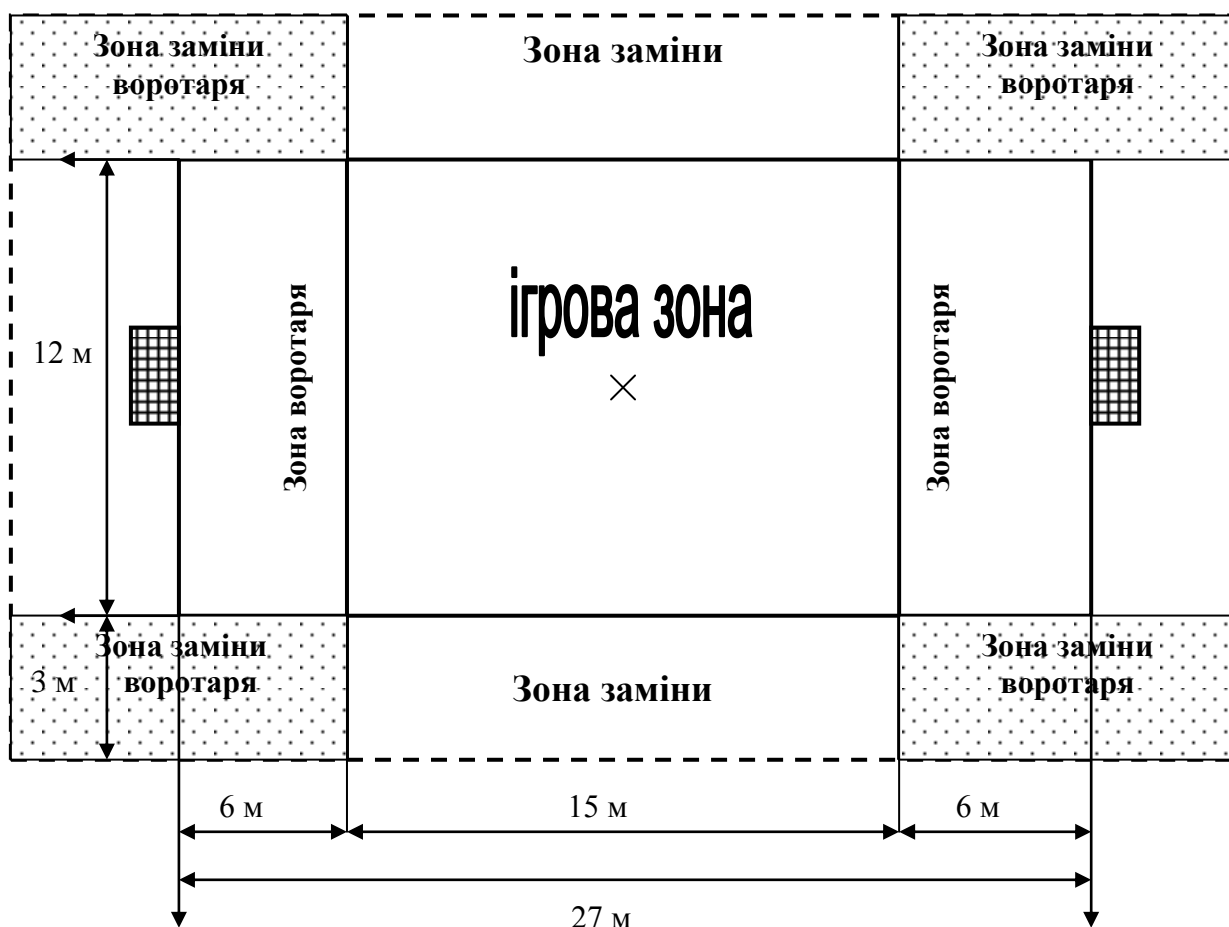 Зона заміни
воротаря
Зона заміни
Зона заміни
воротаря
12 м
Зона воротаря
ігрова зона
Зона воротаря
3 м
Зона заміни
воротаря
Зона заміни
Зона заміни
воротаря
6 м
15 м
6 м
27 м